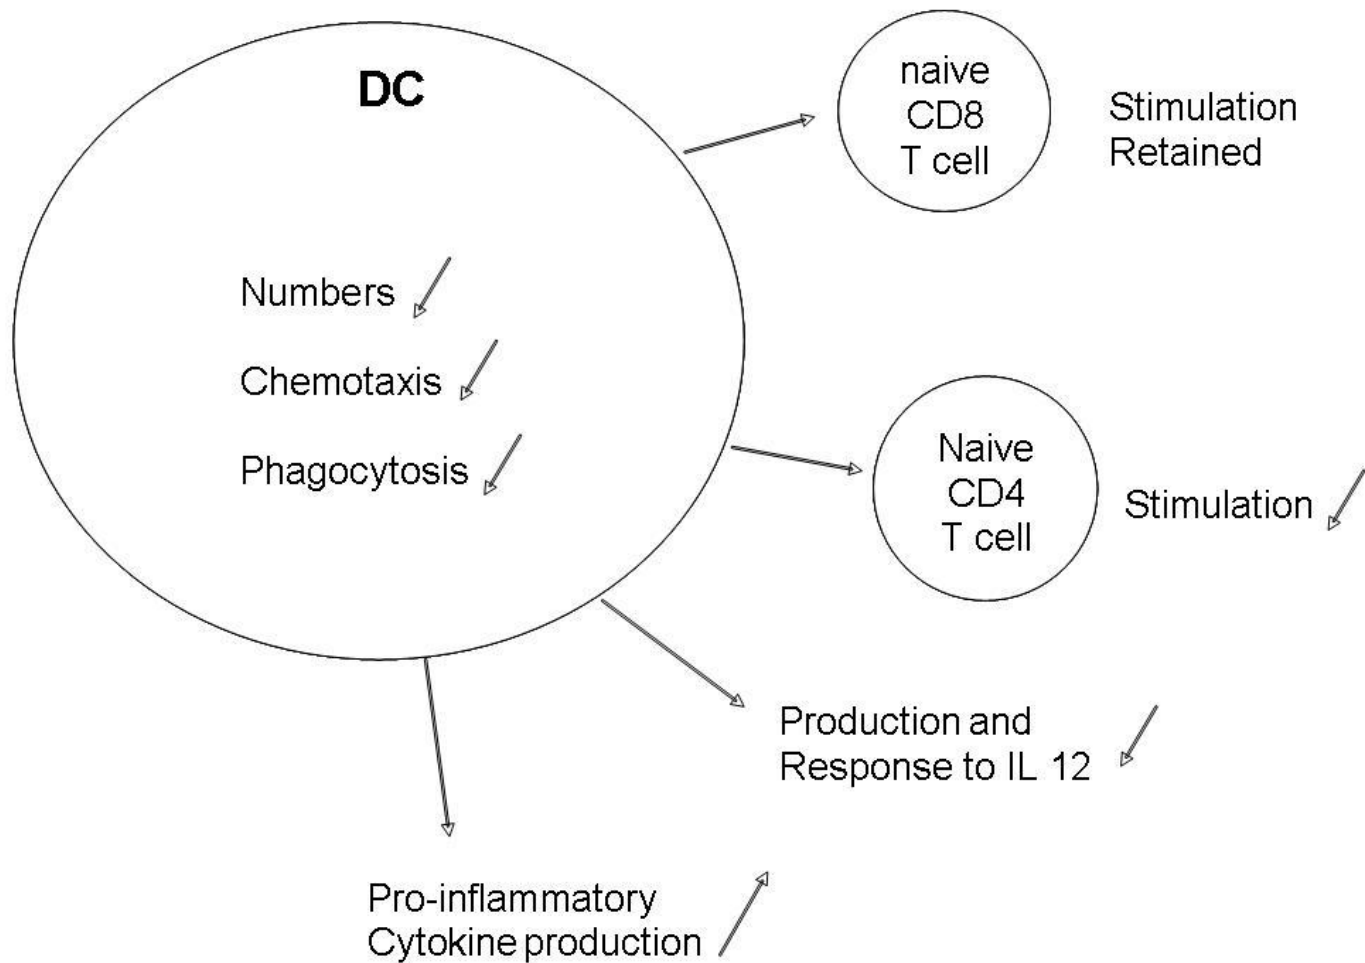 DC
naive
CD8
T cell
Stimulation
Retained
Numbers
Chemotaxis
Phagocytosis
Naive
CD4
T cell
Stimulation
Production and
Response to IL 12
Pro-inflammatory
Cytokine production